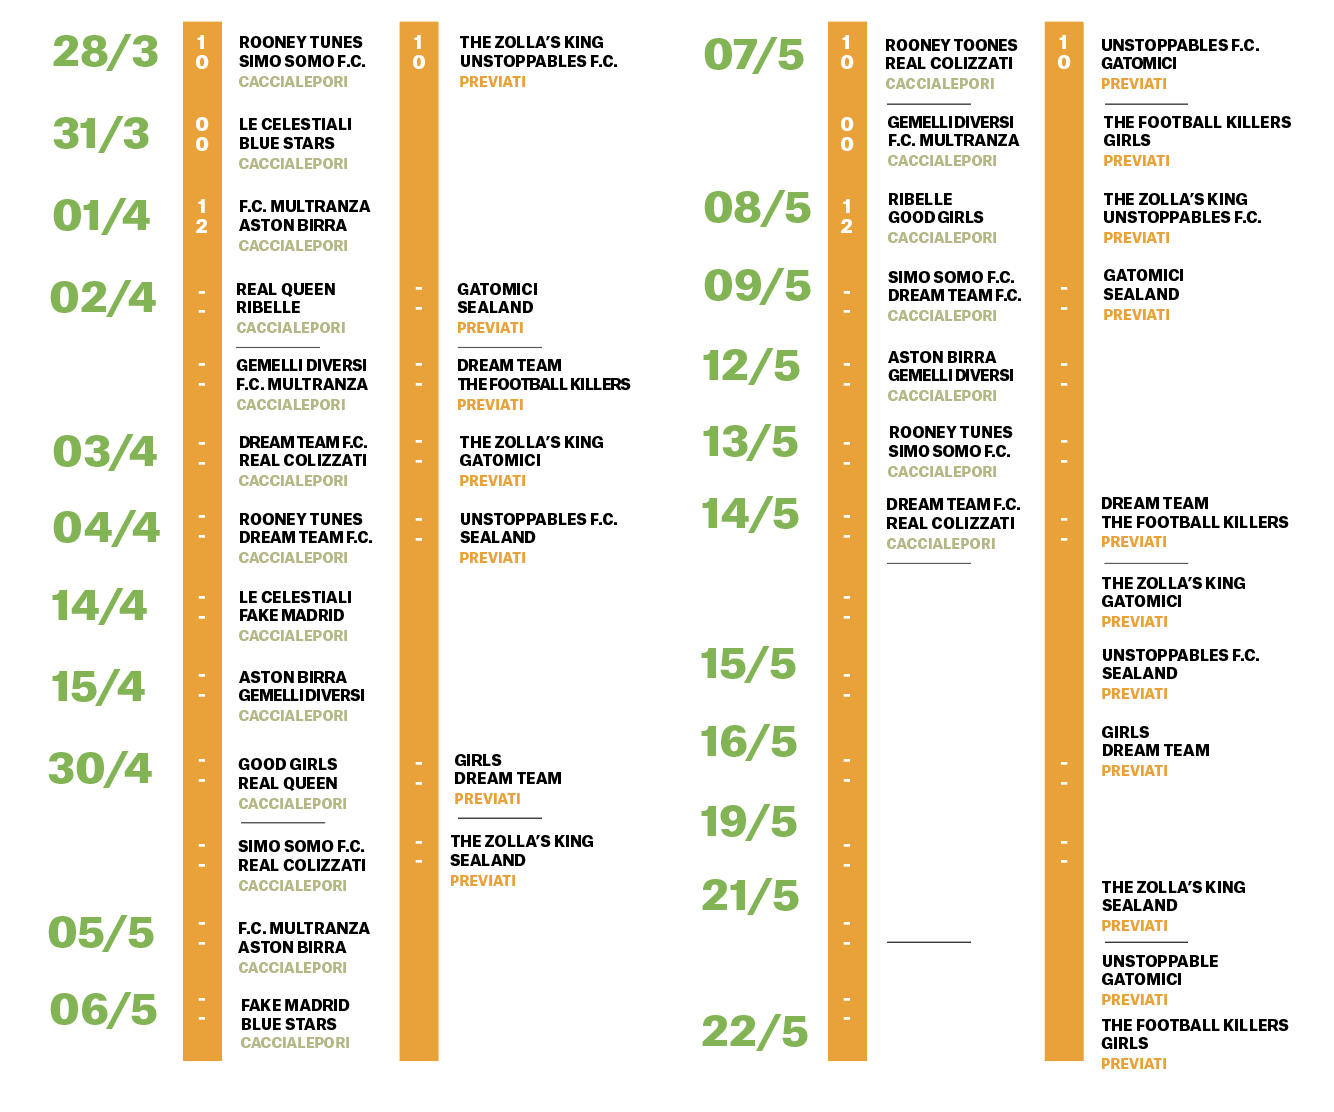 28/3
1
0
ROONEY TUNES
SIMO SOMO F.C.
CACCIALEPORI
1
0
THE ZOLLA'S KING
UNSTOPPABLES F.C.
PREVIATI
31/3
0
0
LE CELESTIALI
BLUE STARS
CACCIALEPORI
01/4
1
2
F.C. MULTRANZA
ASTON BIRRA
CACCIALEPORI
02/4
-
-
REAL QUEEN
RIBELLE
CACCIALEPORI
-
-
GATOMICI
SEALAND
PREVIATI
-
-
GEMELLI DIVERSI
F.C. MULTRANZA
CACCIALEPORI
-
-
DREAM TEAM
THE FOOTBALL KILLERS
PREVIATI
03/4
-
-
DREAM TEAM F.C.
REAL COLIZZATI
CACCIALEPORI
-
-
THE ZOLLA'S KING
GATOMICI
PREVIATI
04/4
-
-
ROONEY TUNES
DREAM TEAM F.C.
CACCIALEPORI
-
-
UNSTOPPABLES F.C.
SEALAND
PREVIATI
14/4
-
-
LE CELESTIALI
FAKE MADRID
CACCIALEPORI
15/4
-
-
ASTON BIRRA
GEMELLI DIVERSI
CACCIALEPORI
30/4
-
-
GOOD GIRLS
REAL QUEEN
CACCIALEPORI
-
-
GIRLS
DREAM TEAM
PREVIATI
-
-
SIMO SOMO F.C.
REAL COLIZZATI
CACCIALEPORI
-
-
THE ZOLLA'S KING
SEALAND
PREVIATI
05/5
-
-
F.C. MULTRANZA
ASTON BIRRA
CACCIALEPORI
06/5
-
-
FAKE MADRID
BLUE STARS
CACCIALEPORI
07/5
1
0
ROONEY TOONES
REAL COLIZZATI
CACCIALEPORI
1
0
UNSTOPPABLES F.C.
GATOMICI
PREVIATI
0
0
GEMELLI DIVERSI
F.C. MULTRANZA
CACCIALEPORI
THE FOOTBALL KILLERS
GIRLS
PREVIATI
08/5
1
2
RIBELLE
GOOD GIRLS
CACCIALEPORI
THE ZOLLA'S KING
UNSTOPPABLES F.C.
PREVIATI
09/5
-
-
SIMO SOMO F.C.
DREAM TEAM F.C.
CACCIALEPORI
-
-
GATOMICI
SEALAND
PREVIATI
12/5
-
-
ASTON BIRRA
GEMELLI DIVERSI
CACCIALEPORI
-
-
13/5
-
-
ROONEY TUNES
SIMO SOMO F.C.
CACCIALEPORI
-
-
14/5
-
-
DREAM TEAM F.C.
REAL COLIZZATI
CACCIALEPORI
-
-
DREAM TEAM
THE FOOTBALL KILLERS
PREVIATI
-
-
THE ZOLLA'S KING
GATOMICI
PREVIATI
15/5
-
-
UNSTOPPABLES F.C.
SEALAND
PREVIATI
16/5
-
-
-
-
GIRLS
DREAM TEAM
PREVIATI
19/5
-
-
-
-
21/5
-
-
THE ZOLLA'S KING
SEALAND
PREVIATI
-
-
UNSTOPPABLE
GATOMICI
PREVIATI
22/5
THE FOOTBALL KILLERS
GIRLS
PREVIATI